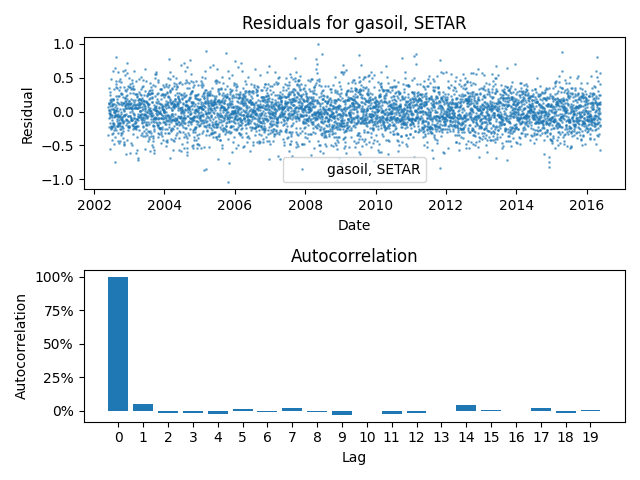 Residuals for gasoil, SETAR
1.0
0.5
0.0
−0.5
−1.0
Residual
gasoil, SETAR
2002 2004 2006 2008 2010 2012 2014 2016
Date
Autocorrelation
100%
75%
50%
25%
0%
Autocorrelation
0 1 2 3 4 5 6 7 8 9 10 11 12 13 14 15 16 17 18 19
Lag